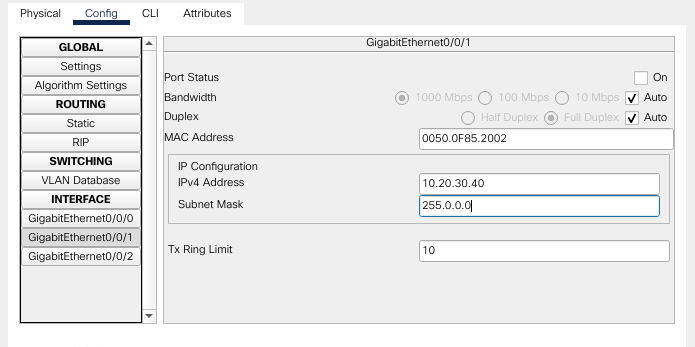 Physical Config CLI Attributes
GLOBAL
Settings
Algorithm Settings
ROUTING
Static
RIP
SWITCHING
VLAN Database
INTERFACE
GigabitEthernet0/0/0
GigabitEthernet0/0/1
GigabitEthernet0/0/2
GigabitEthernet0/0/1
Port Status On
Bandwidth 1000 Mbps 100 Mbps 10 Mbps Auto
Duplex Half Duplex Full Duplex Auto
MAC Address 0050.0F85.2002
IP Configuration
IPv4 Address 10.20.30.40
Subnet Mask 255.0.0.0
Tx Ring Limit 10